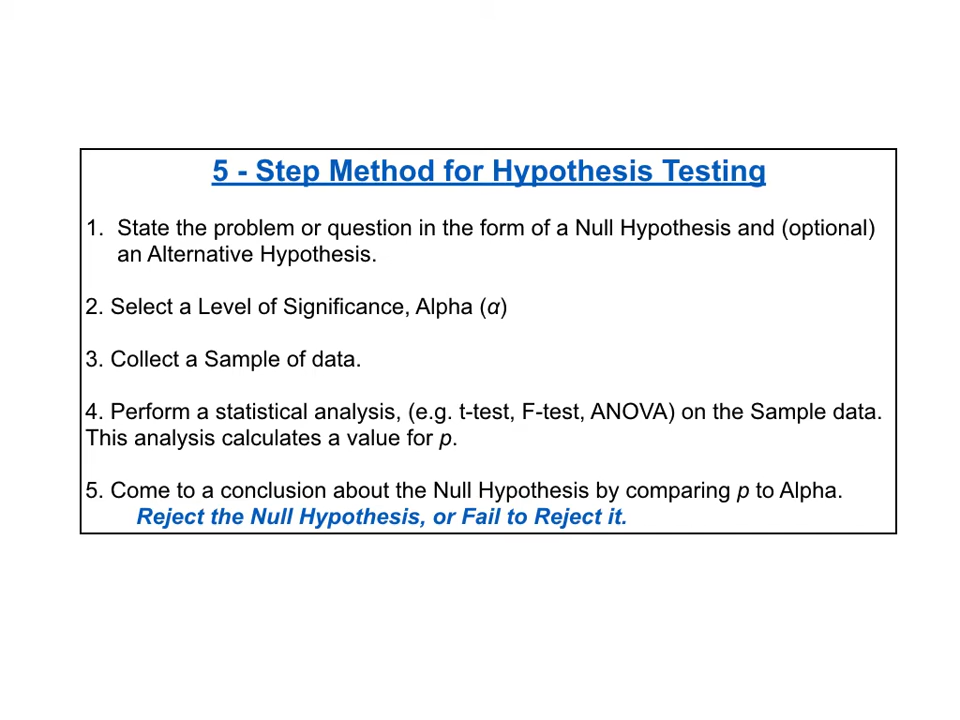 5 - Step Method for Hypothesis Testing
1. State the problem or question in the form of a Null Hypothesis and (optional)
an Alternative Hypothesis.
2. Select a Level of Significance, Alpha (α)
3. Collect a Sample of data.
4. Perform a statistical analysis, (e.g. t-test, F-test, ANOVA) on the Sample data.
This analysis calculates a value for p.
5. Come to a conclusion about the Null Hypothesis by comparing p to Alpha.
Reject the Null Hypothesis, or Fail to Reject it.